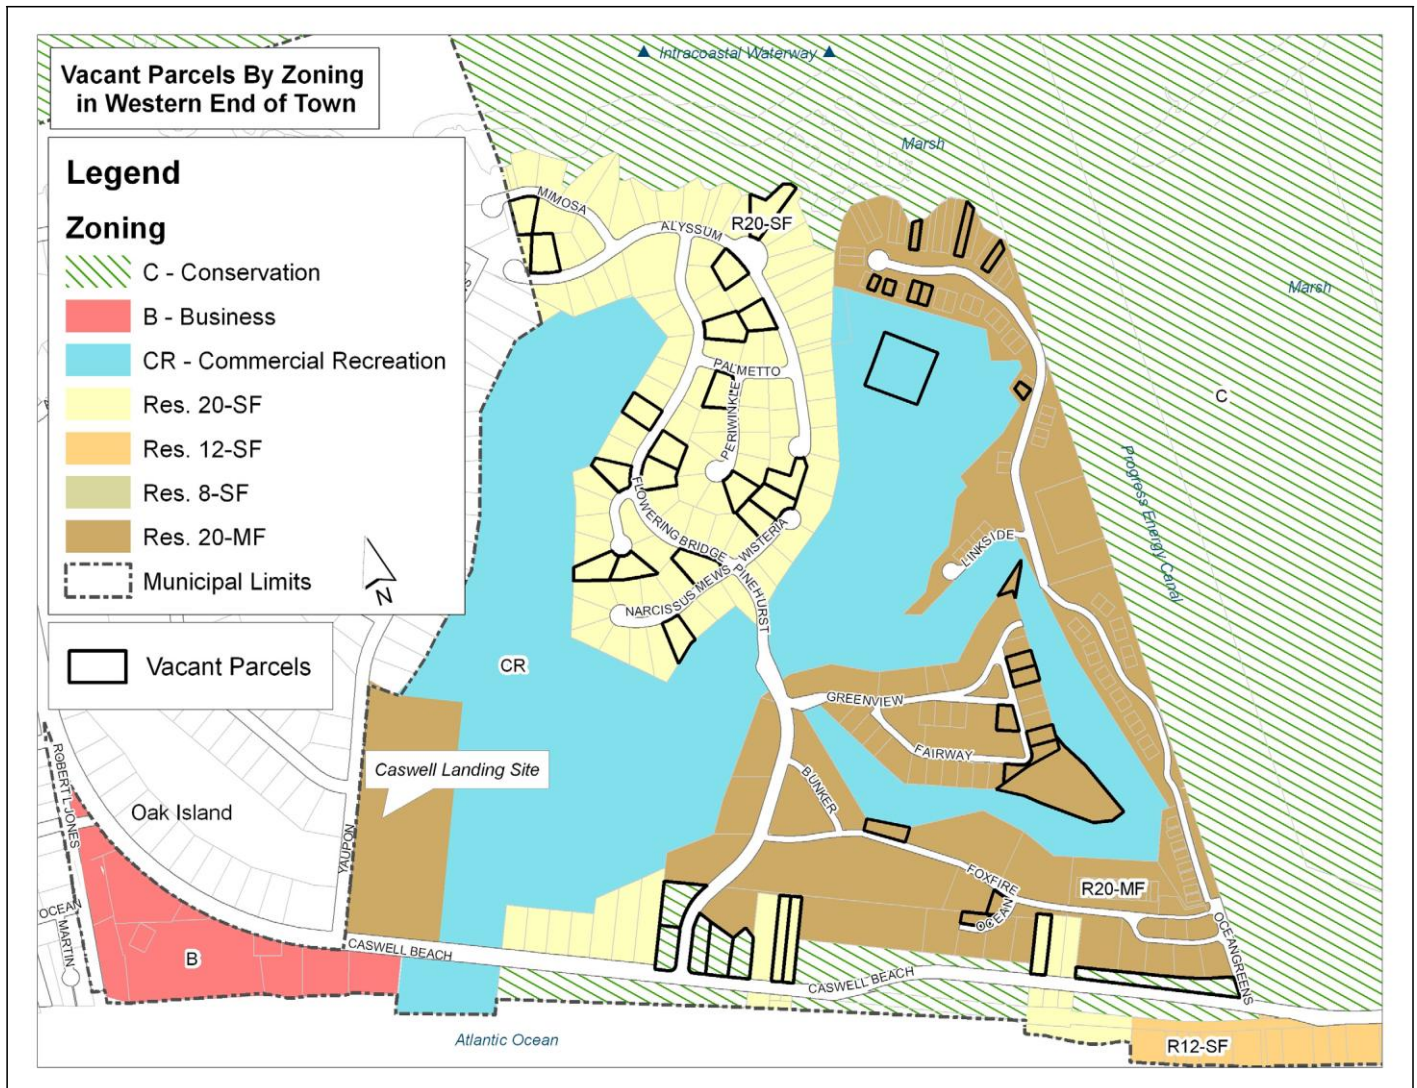 Vacant Parcels By Zoning
in Western End of Town
Legend
Zoning
C - Conservation
B - Business
CR - Commercial Recreation
Res. 20-SF
Res. 12-SF
Res. 8-SF
Res. 20-MF
Municipal Limits
N
Vacant Parcels
Intracoastal Waterway
Marsh
Marsh
MIMOSA
ALYSSUM
R20-SF
PALMETTO
PERIWINKLE
C
Progress Energy Canal
FLOWERING BRIDGE
WISTERIA
NARCISSUS MEWS
PINEHURST
LINKSIDE
CR
GREENVIEW
FAIRWAY
BUNKER
Caswell Landing Site
Oak Island
ROBERT L JONES
YAUPON
OCEAN
MARTIN
B
CASWELL BEACH
FOXFIRE
OCEAN
R20-MF
OCEANGREENS
CASWELL BEACH
Atlantic Ocean
R12-SF